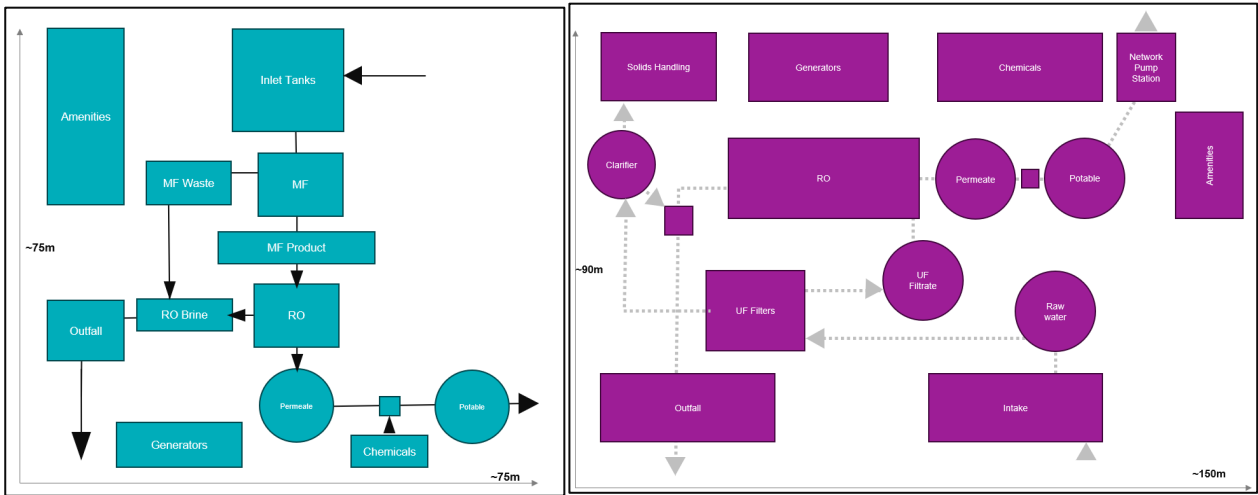 Amenities
Inlet Tanks
MF Waste
MF
MF Product
~75m
Outfall
RO Brine
RO
Permeate
Potable
Generators
Chemicals
~75m
Solids Handling
Generators
Chemicals
Network
Pump
Station
Clarifier
RO
Permeate
Potable
Amenities
~90m
UF Filters
UF
Filtrate
Raw
water
Outfall
Intake
~150m